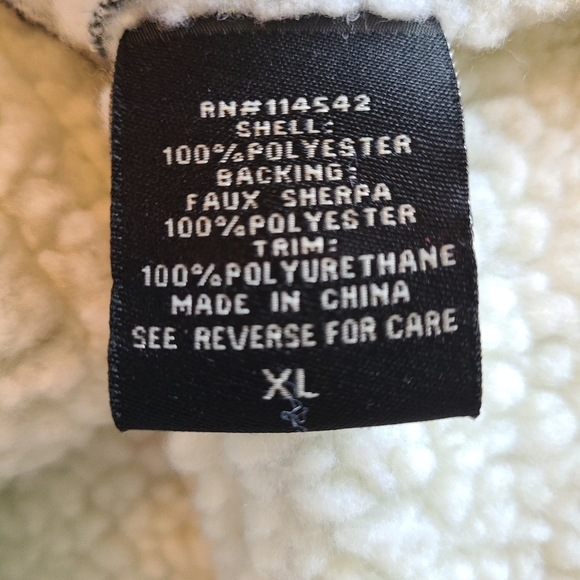 RN#114542
SHELL:
100%POLYESTER
BACKING:
FAUX SHERPA
100%POLYESTER
TRIM:
100%POLYURETHANE
MADE IN CHINA
SEE REVERSE FOR CARE
XL